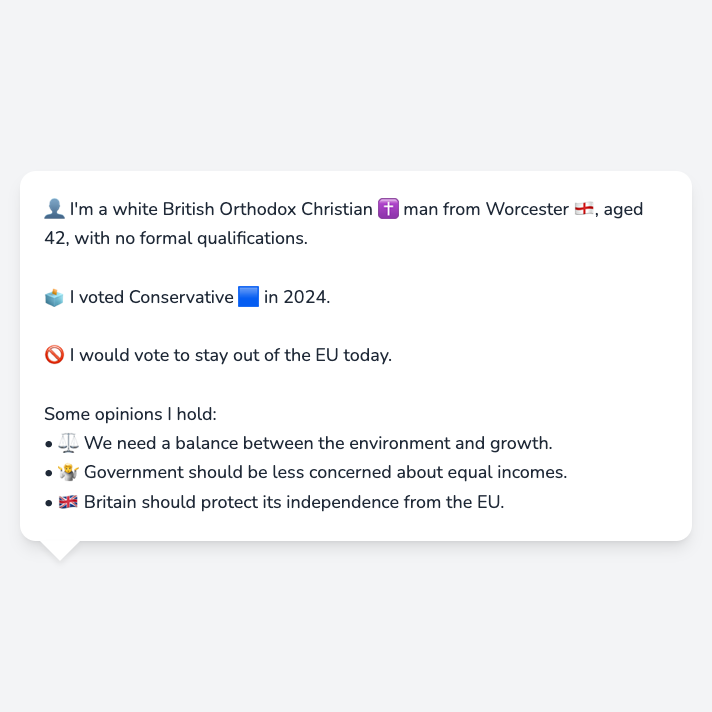 👤 I'm a white British Orthodox Christian ✝️ man from Worcester 🏴󠁧󠁢󠁥󠁮󠁧󠁿, aged
42, with no formal qualifications.
🗳️ I voted Conservative 🟦 in 2024.
🚫 I would vote to stay out of the EU today.
Some opinions I hold:
• ⚖️ We need a balance between the environment and growth.
• 🤷 Government should be less concerned about equal incomes.
• 🇬🇧 Britain should protect its independence from the EU.